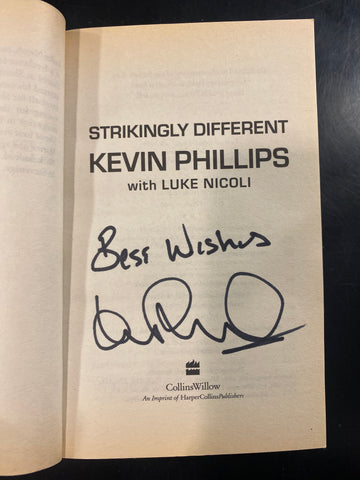 STRIKINGLY DIFFERENT
KEVIN PHILLIPS
with LUKE NICOLI
Best Wishes
CollinsWillow
An Imprint of HarperCollinsPublishers